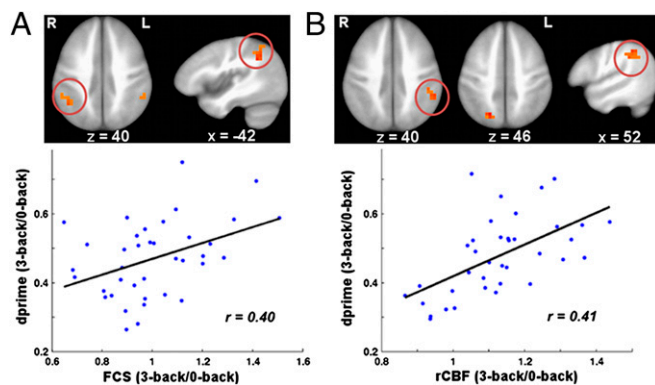 A
R L
z = 40 x = -42
dprime (3-back/0-back)
0.6
0.4
0.2
r = 0.40
0.6 0.8 1 1.2 1.4 1.6
FCS (3-back/0-back)
B
R L
z = 40 z = 46 x = 52
dprime (3-back/0-back)
0.6
0.4
0.2
r = 0.41
1 1.2 1.4
rCBF (3-back/0-back)